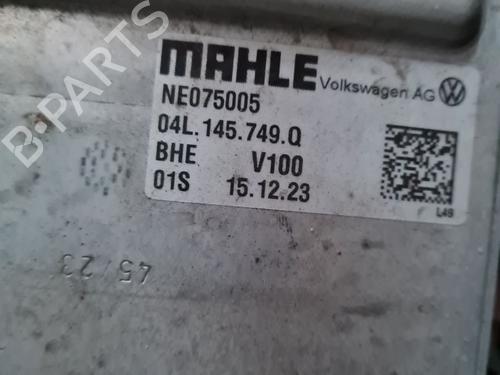 B-PARTS
MAHLE
Volkswagen AG
NE075005
04L.145.749.Q
BHE V100
01S 15.12.23
L49
45/23